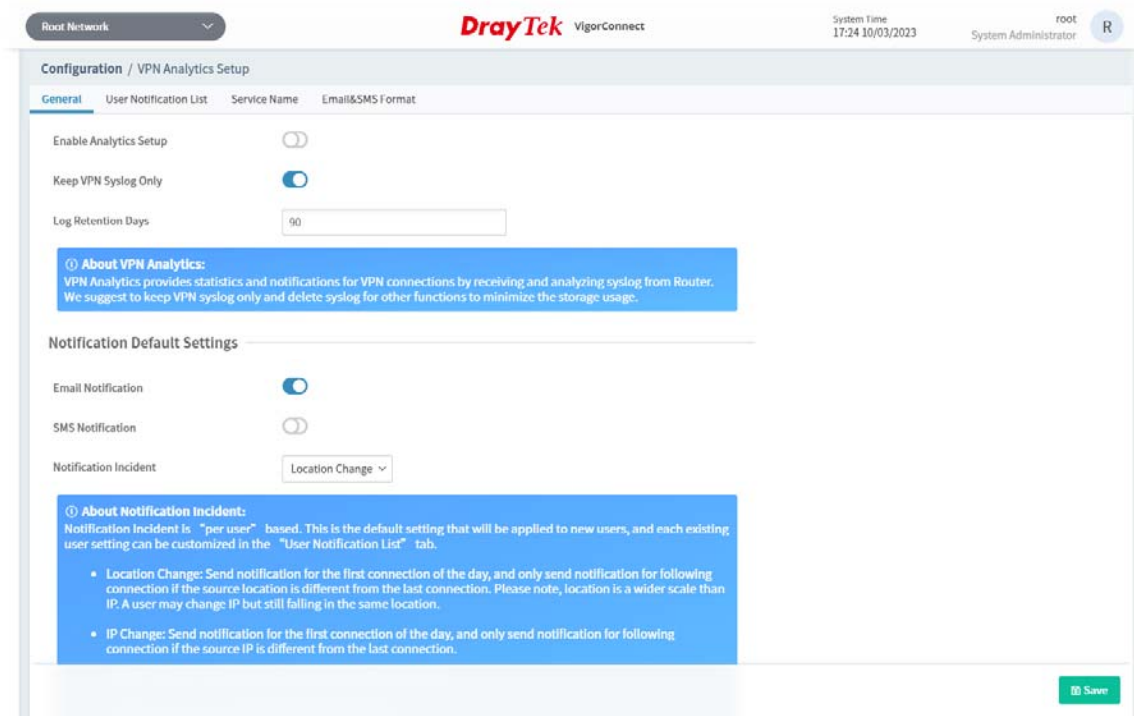 Root Network
DrayTek VigorConnect
System Time
17:24 10/03/2023
root
System Administrator
R
Configuration / VPN Analytics Setup
General User Notification List Service Name Email&SMS Format
Enable Analytics Setup
Keep VPN Syslog Only
Log Retention Days 90
About VPN Analytics:
VPN Analytics provides statistics and notifications for VPN connections by receiving and analyzing syslog from Router.
We suggest to keep VPN syslog only and delete syslog for other functions to minimize the storage usage.
Notification Default Settings
Email Notification
SMS Notification
Notification Incident Location Change
About Notification Incident:
Notification Incident is “per user” based. This is the default setting that will be applied to new users, and each existing
user setting can be customized in the “User Notification List” tab.
• Location Change: Send notification for the first connection of the day, and only send notification for following
connection if the source location is different from the last connection. Please note, location is a wider scale than
IP. A user may change IP but still falling in the same location.
• IP Change: Send notification for the first connection of the day, and only send notification for following
connection if the source IP is different from the last connection.
Save